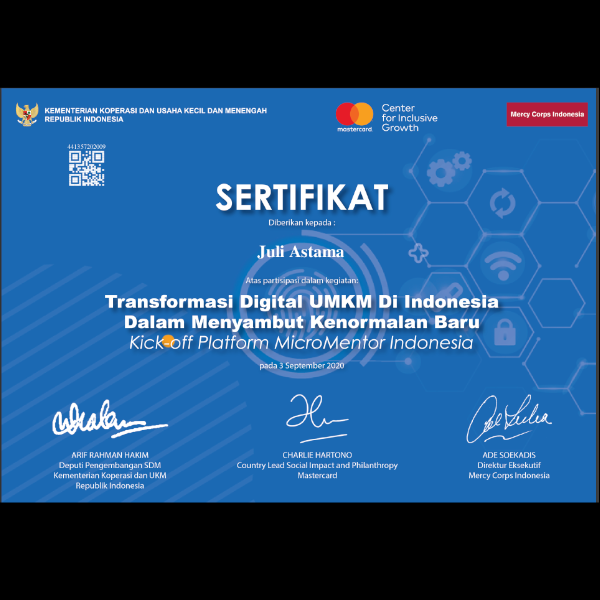 KEMENTERIAN KOPERASI DAN USAHA KECIL DAN MENENGAH
REPUBLIK INDONESIA
mastercard
Center
for Inclusive
Growth
Mercy Corps Indonesia
441357202009
SERTIFIKAT
Diberikan kepada :
Juli Astama
Atas partisipasi dalam kegiatan:
Transformasi Digital UMKM Di Indonesia
Dalam Menyambut Kenormalan Baru
Kick-off Platform MicroMentor Indonesia
pada 3 September 2020
ARIF RAHMAN HAKIM
Deputi Pengembangan SDM
Kementerian Koperasi dan UKM
Republik Indonesia
CHARLIE HARTONO
Country Lead Social Impact and Philanthropy
Mastercard
ADE SOEKADIS
Direktur Eksekutif
Mercy Corps Indonesia